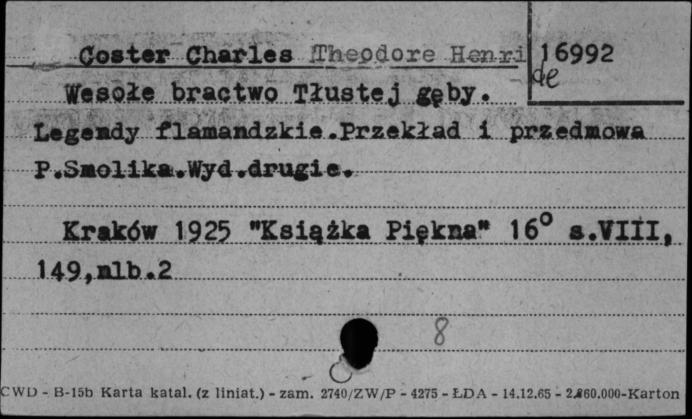 Coster Charles Theodore Henri 16992
de
Wesołe bractwo Tłustej gęby.
Legendy flamandzkie.Przekład i przedmowa
P.Smolika.Wyd.drugie.
Kraków 1925 "Książka Piękna" 16° s.VIII,
149,nlb.2
8
CWD - B-15b Karta katal. (z liniat.) - zam. 2740/ZW/P - 4275 - ŁDA - 14.12.65 - 2.860.000-Karton